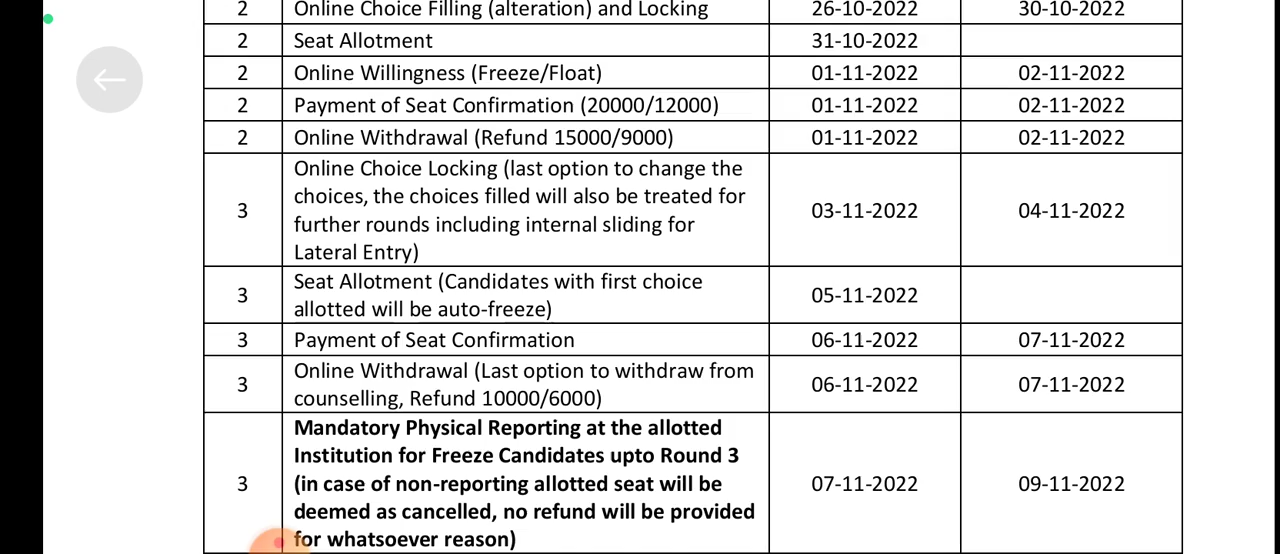 2 Online Choice Filling (alteration) and Locking 26-10-2022 30-10-2022
2 Seat Allotment 31-10-2022
2 Online Willingness (Freeze/Float) 01-11-2022 02-11-2022
2 Payment of Seat Confirmation (20000/12000) 01-11-2022 02-11-2022
2 Online Withdrawal (Refund 15000/9000) 01-11-2022 02-11-2022
Online Choice Locking (last option to change the
choices, the choices filled will also be treated for
3 further rounds including internal sliding for 03-11-2022 04-11-2022
Lateral Entry)
Seat Allotment (Candidates with first choice
3 allotted will be auto-freeze) 05-11-2022
3 Payment of Seat Confirmation 06-11-2022 07-11-2022
Online Withdrawal (Last option to withdraw from
3 counselling, Refund 10000/6000) 06-11-2022 07-11-2022
Mandatory Physical Reporting at the allotted
Institution for Freeze Candidates upto Round 3
3 (in case of non-reporting allotted seat will be 07-11-2022 09-11-2022
deemed as cancelled, no refund will be provided
for whatsoever reason)